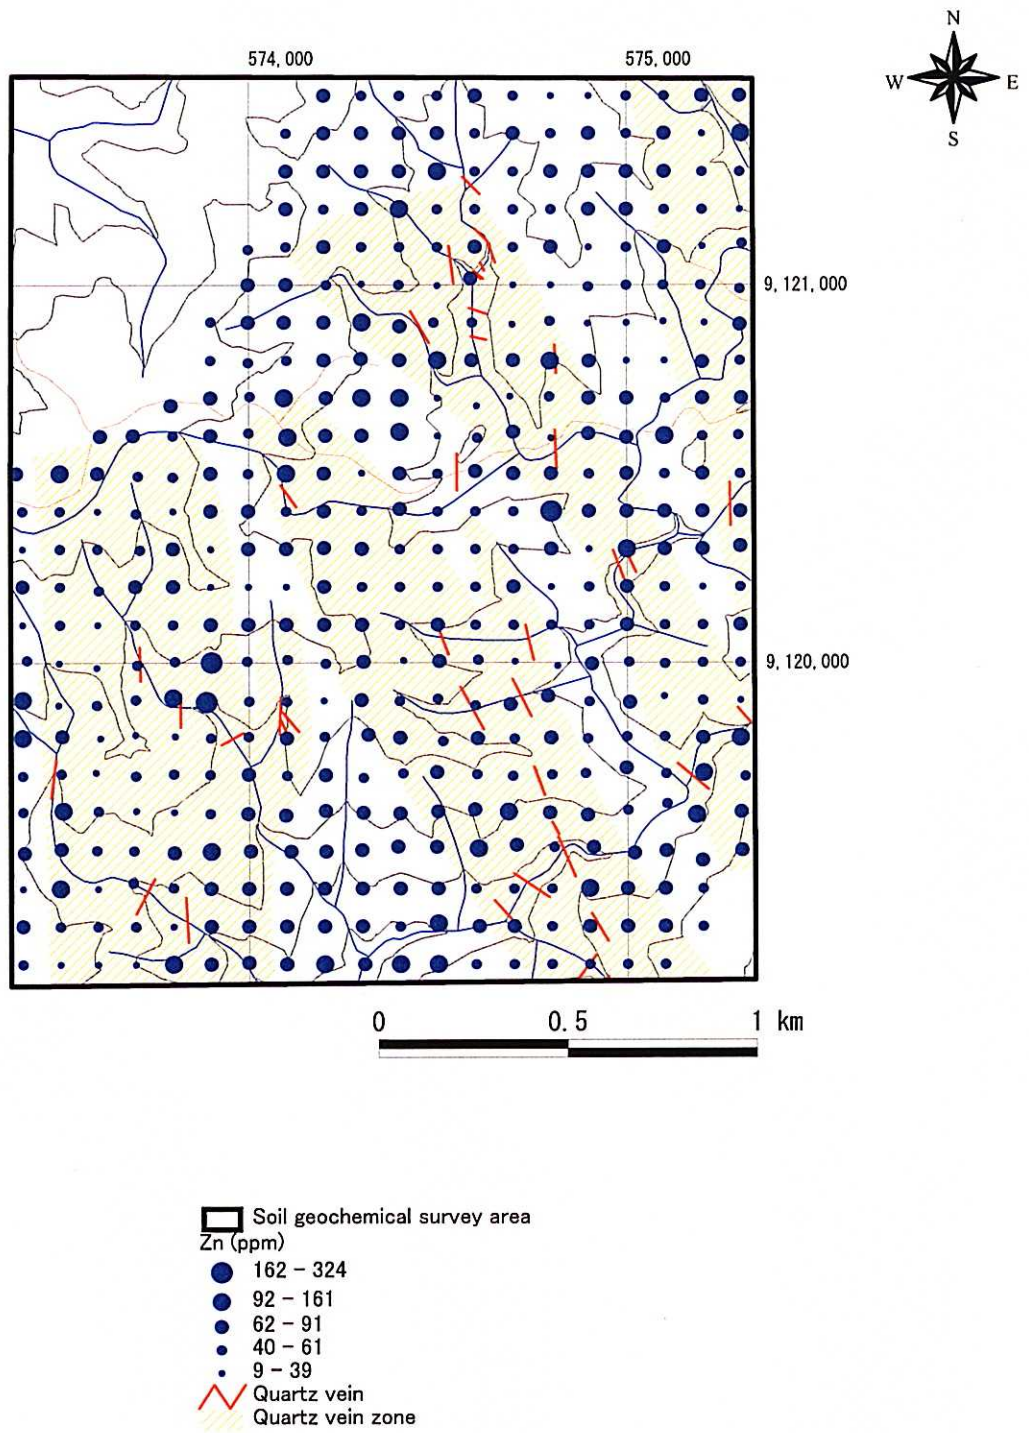 N
574,000 575,000
W E
S
9,121,000
9,120,000
0 0.5 1 km
Soil geochemical survey area
Zn (ppm)
162 - 324
92 - 161
62 - 91
40 - 61
9 - 39
Quartz vein
Quartz vein zone